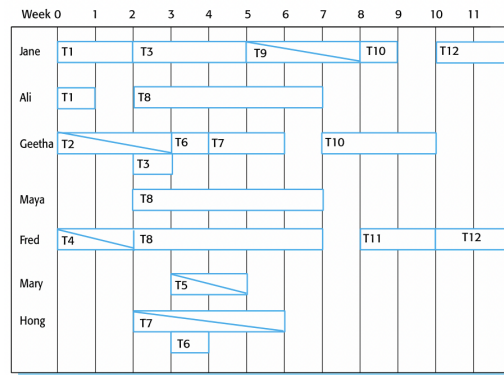 Week 0 1 2 3 4 5 6 7 8 9 10 11
Jane T1 T3 T9 T10 T12
Ali T1 T8
Geetha T2 T6 T7 T10
T3
Maya T8
Fred T4 T8 T11 T12
Mary T5
Hong T7
T6